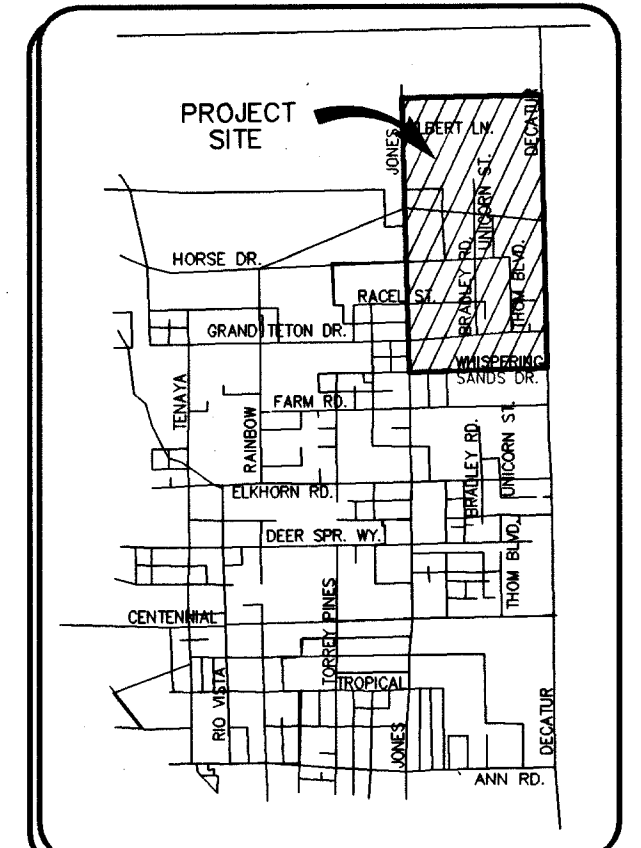 PROJECT
SITE
LBERT LN.
JONES
DECATUR
UNICORN ST.
HORSE DR.
BRADLEY RD.
THOM BLVD.
RACEL ST.
GRAND TETON DR.
WHISPERING
SANDS DR.
TENAYA
RAINBOW
FARM RD.
BRADLEY RD.
UNICORN ST.
ELKHORN RD.
DEER SPR. WY.
THOM BLVD.
CENTENNIAL
TORREY PINES
TROPICAL
RIO VISTA
JONES
DECATUR
ANN RD.